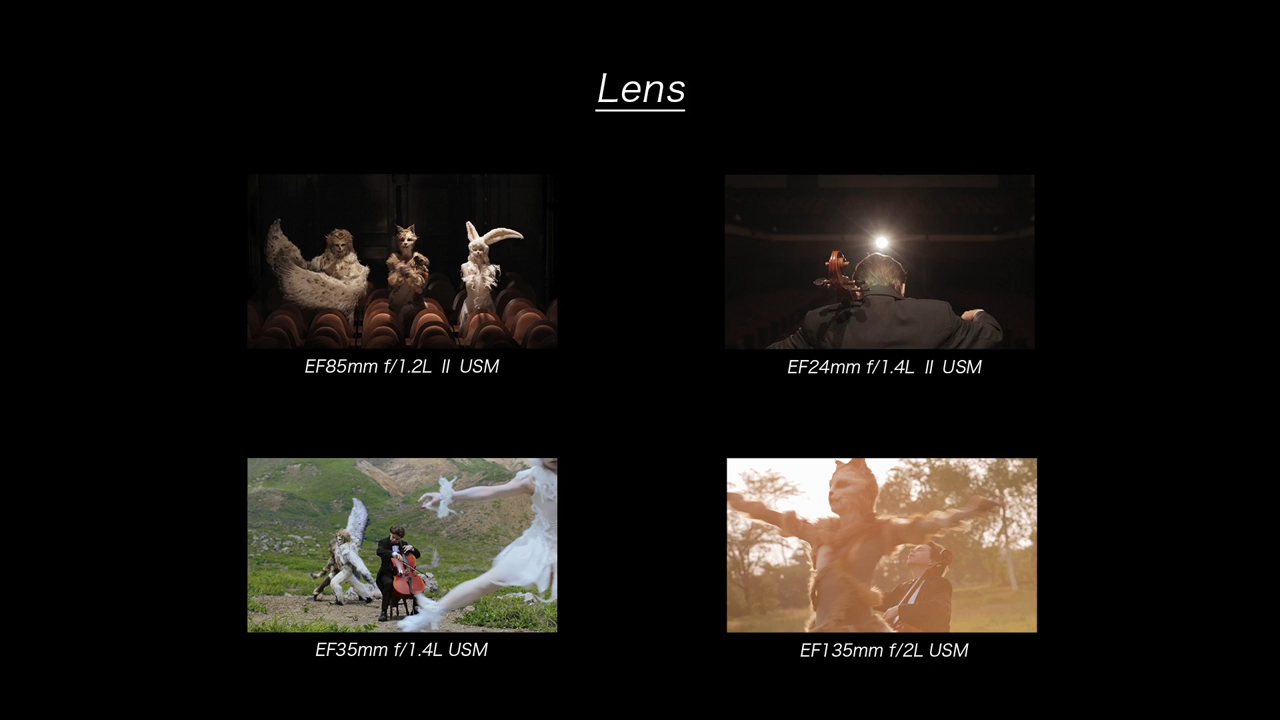 Lens
EF85mm f/1.2L II USM
EF24mm f/1.4L II USM
EF35mm f/1.4L USM
EF135mm f/2L USM